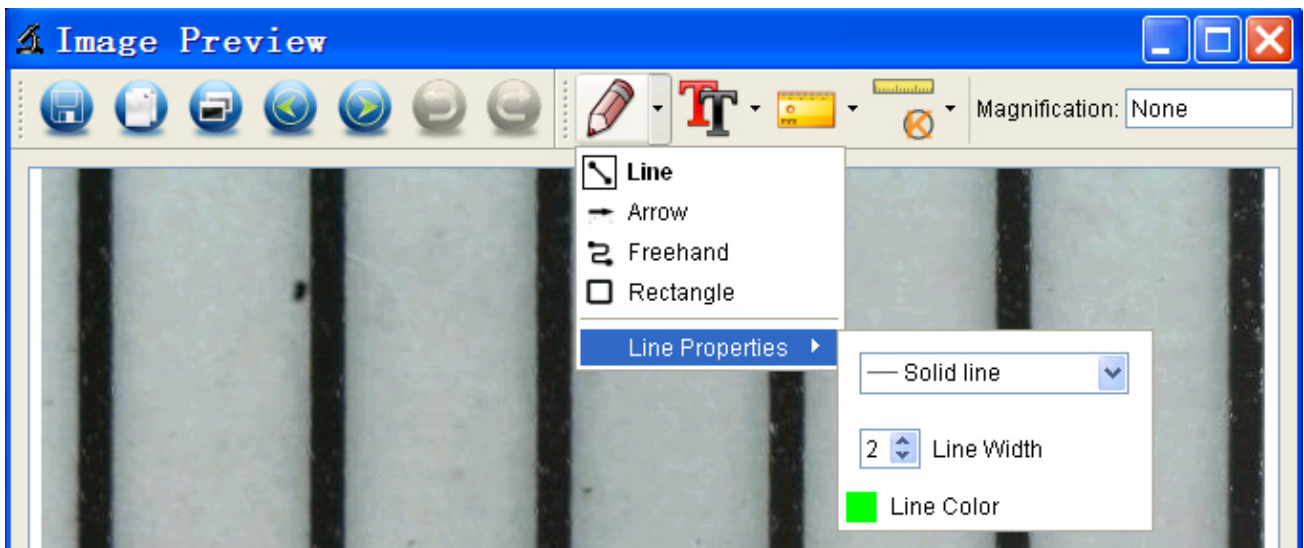 Image Preview
Magnification: None
Line
Arrow
Freehand
Rectangle
Line Properties
Solid line
2 Line Width
Line Color